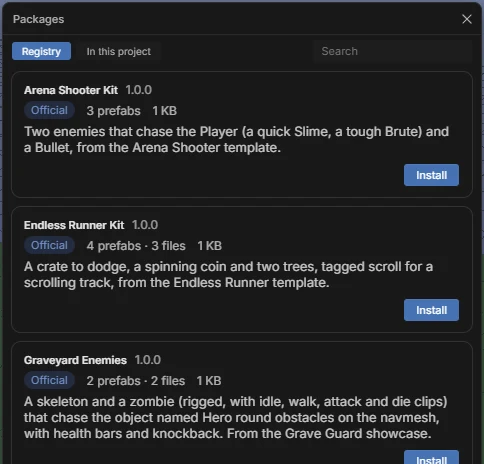 Packages
Registry
In this project
Search
Arena Shooter Kit 1.0.0
Official 3 prefabs 1 KB
Two enemies that chase the Player (a quick Slime, a tough Brute) and
a Bullet, from the Arena Shooter template.
Install
Endless Runner Kit 1.0.0
Official 4 prefabs · 3 files 1 KB
A crate to dodge, a spinning coin and two trees, tagged scroll for a
scrolling track, from the Endless Runner template.
Install
Graveyard Enemies 1.0.0
Official 2 prefabs · 2 files 1 KB
A skeleton and a zombie (rigged, with idle, walk, attack and die clips)
that chase the object named Hero round obstacles on the navmesh,
with health bars and knockback. From the Grave Guard showcase.
Install